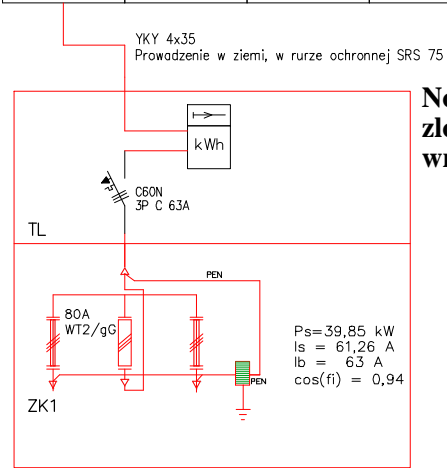 YKY 4x35
Prowadzenie w ziemi, w rurze ochronnej SRS 75
kWh
C60N
3P C 63A
TL
PEN
80A
WT2/gG
Ps=39,85 kW
Is = 61,26 A
Ib = 63 A
cos(fi) = 0,94
PEN
ZK1